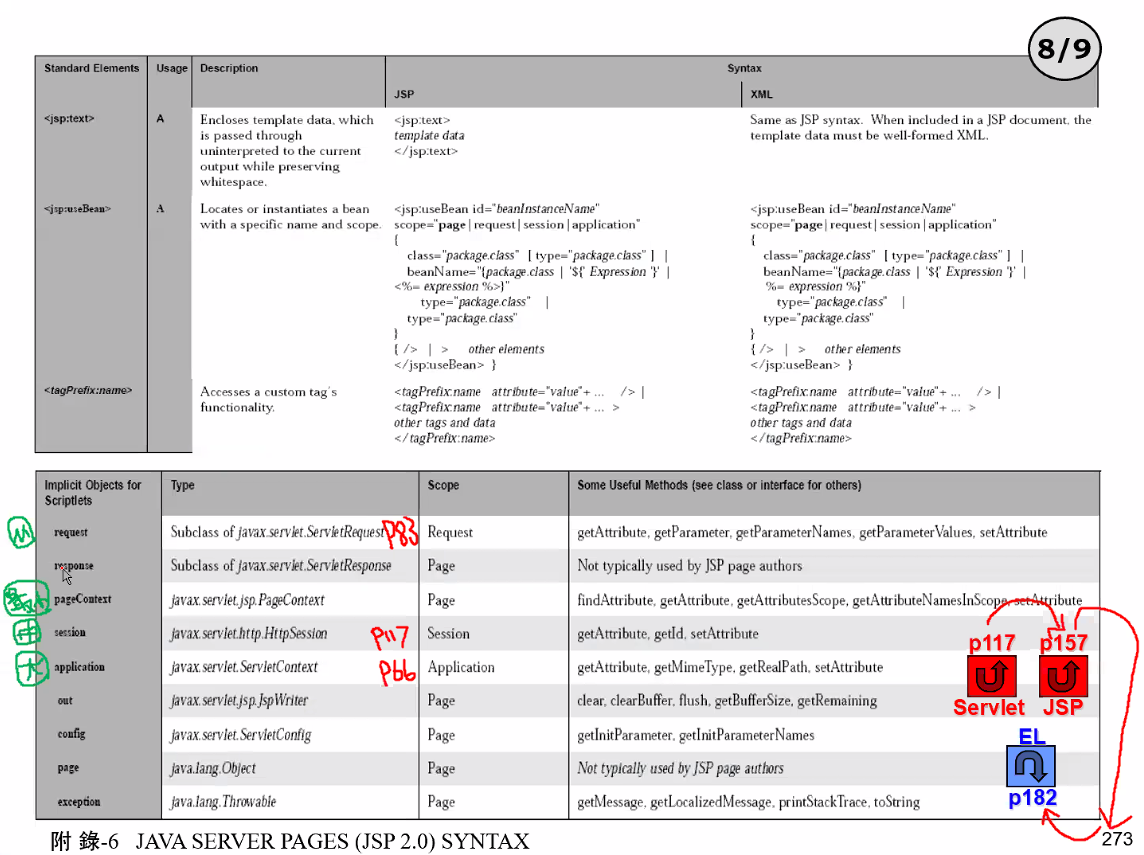 8/9
Standard Elements Usage Description Syntax
JSP XML
<jsp:text> A Encloses template data, which
is passed through
uninterpreted to the current
output while preserving
whitespace.
<jsp:text>
template data
</jsp:text>
Same as JSP syntax. When included in a JSP document, the
template data must be well-formed XML.
<jsp:useBean> A Locates or instantiates a bean
with a specific name and scope.
<jsp:useBean id="beanInstanceName"
scope="page|request|session|application"
{
class="package.class" [ type="package.class" ] |
beanName="{package.class | '${' Expression '}' |
<%= expression %>}"
type="package.class" |
type="package.class"
}
{ /> | > other elements
</jsp:useBean> }
<jsp:useBean id="beanInstanceName"
scope="page|request|session|application"
{
class="package.class" [ type="package.class" ] |
beanName="{package.class | '${' Expression '}' |
%= expression %}"
type="package.class" |
type="package.class"
}
{ /> | > other elements
</jsp:useBean> }
<tagPrefix:name> Accesses a custom tag's
functionality.
<tagPrefix:name attribute="value"+ ... /> |
<tagPrefix:name attribute="value"+ ... >
other tags and data
</tagPrefix:name>
<tagPrefix:name attribute="value"+ ... /> |
<tagPrefix:name attribute="value"+ ... >
other tags and data
</tagPrefix:name>
Implicit Objects for
Scriptlets
Type Scope Some Useful Methods (see class or interface for others)
小 request Subclass of javax.servlet.ServletRequest P83 Request getAttribute, getParameter, getParameterNames, getParameterValues, setAttribute
response Subclass of javax.servlet.ServletResponse Page Not typically used by JSP page authors
pageContext javax.servlet.jsp.PageContext Page findAttribute, getAttribute, getAttributesScope, getAttributeNamesInScope, setAttribute
中 session javax.servlet.http.HttpSession P117 Session getAttribute, getId, setAttribute
大 application javax.servlet.ServletContext P66 Application getAttribute, getMimeType, getRealPath, setAttribute
out javax.servlet.jsp.JspWriter Page clear, clearBuffer, flush, getBufferSize, getRemaining
config javax.servlet.ServletConfig Page getInitParameter, getInitParameterNames
page java.lang.Object Page Not typically used by JSP page authors
exception java.lang.Throwable Page getMessage, getLocalizedMessage, printStackTrace, toString
p117 p157
Servlet JSP
EL
p182
附 錄-6 JAVA SERVER PAGES (JSP 2.0) SYNTAX
273